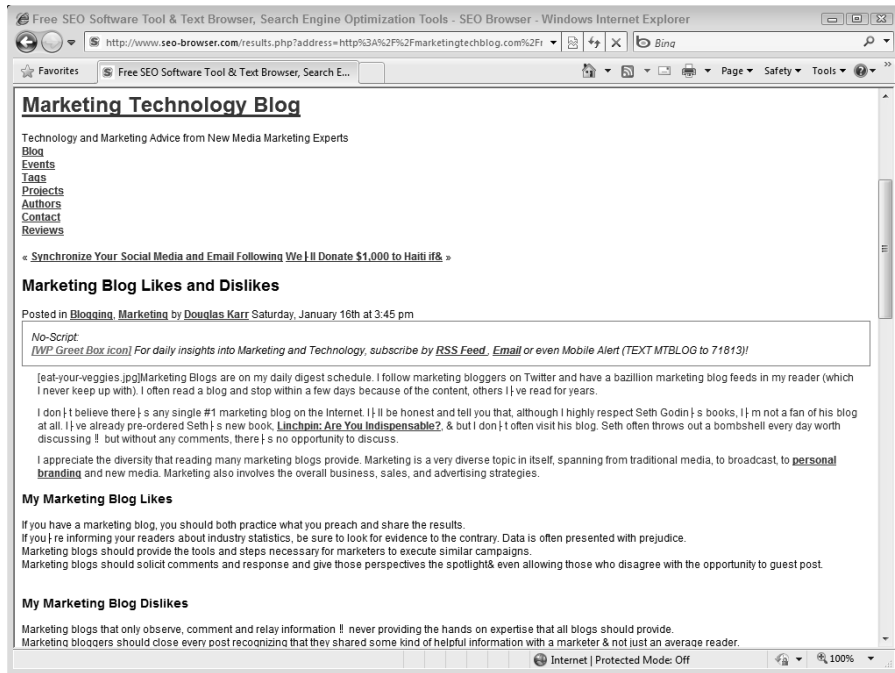 Free SEO Software Tool & Text Browser, Search Engine Optimization Tools - SEO Browser - Windows Internet Explorer
http://www.seo-browser.com/results.php?address=http%3A%2F%2Fmarketingtechblog.com%2F
Bing
Favorites
Free SEO Software Tool & Text Browser, Search E...
Page
Safety
Tools
Marketing Technology Blog
Technology and Marketing Advice from New Media Marketing Experts
Blog
Events
Tags
Projects
Authors
Contact
Reviews
« Synchronize Your Social Media and Email Following We├ll Donate $1,000 to Haiti if& »
Marketing Blog Likes and Dislikes
Posted in Blogging, Marketing by Douglas Karr Saturday, January 16th at 3:45 pm
No-Script:
[WP Greet Box icon] For daily insights into Marketing and Technology, subscribe by RSS Feed , Email or even Mobile Alert (TEXT MTBLOG to 71813)!
[eat-your-veggies.jpg]Marketing Blogs are on my daily digest schedule. I follow marketing bloggers on Twitter and have a bazillion marketing blog feeds in my reader (which
I never keep up with). I often read a blog and stop within a few days because of the content, others I├ve read for years.
I don├t believe there├s any single #1 marketing blog on the Internet. I├ll be honest and tell you that, although I highly respect Seth Godin├s books, I├m not a fan of his blog
at all. I├ve already pre-ordered Seth├s new book, Linchpin: Are You Indispensable?, & but I don├t often visit his blog. Seth often throws out a bombshell every day worth
discussing ‼ but without any comments, there├s no opportunity to discuss.
I appreciate the diversity that reading many marketing blogs provide. Marketing is a very diverse topic in itself, spanning from traditional media, to broadcast, to personal
branding and new media. Marketing also involves the overall business, sales, and advertising strategies.
My Marketing Blog Likes
If you have a marketing blog, you should both practice what you preach and share the results.
If you├re informing your readers about industry statistics, be sure to look for evidence to the contrary. Data is often presented with prejudice.
Marketing blogs should provide the tools and steps necessary for marketers to execute similar campaigns.
Marketing blogs should solicit comments and response and give those perspectives the spotlight& even allowing those who disagree with the opportunity to guest post.
My Marketing Blog Dislikes
Marketing blogs that only observe, comment and relay information ‼ never providing the hands on expertise that all blogs should provide.
Marketing bloggers should close every post recognizing that they shared some kind of helpful information with a marketer & not just an average reader.
Internet | Protected Mode: Off
100%